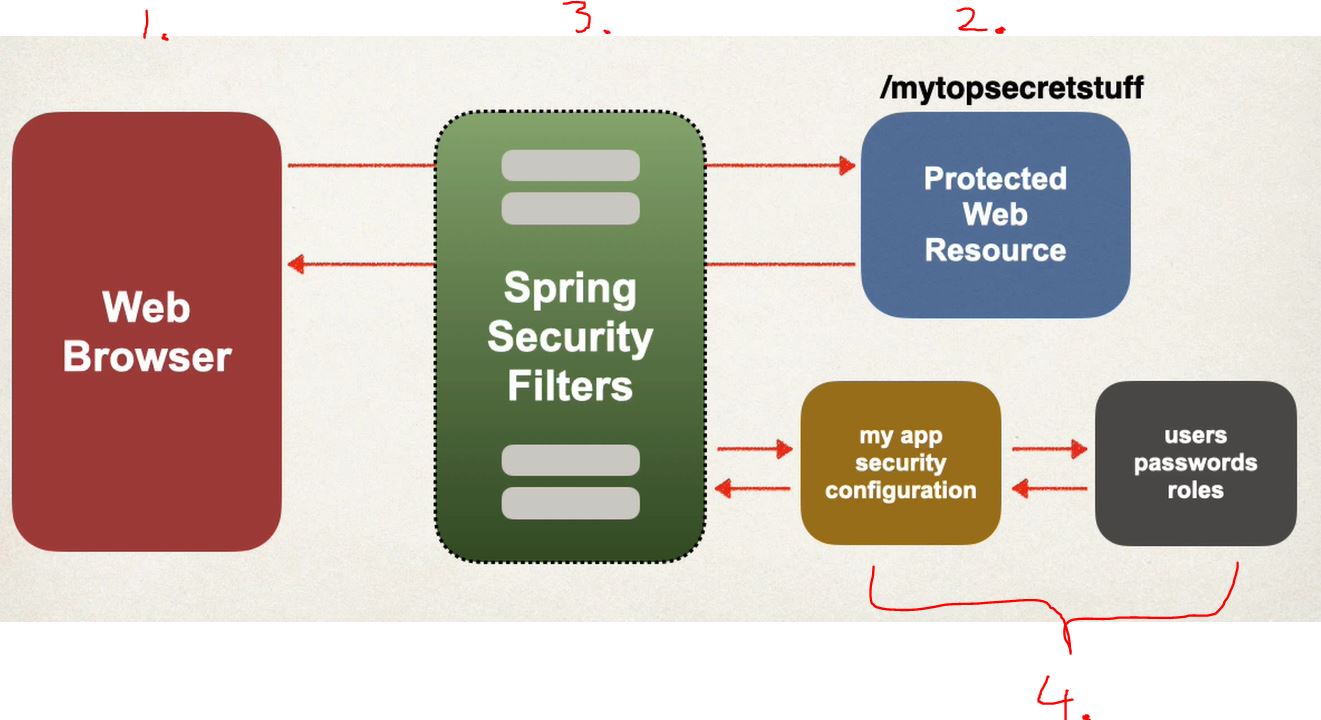 1.
3.
2.
/mytopsecretstuff
Protected
Web
Resource
Web
Browser
Spring
Security
Filters
my app
security
configuration
users
passwords
roles
4.